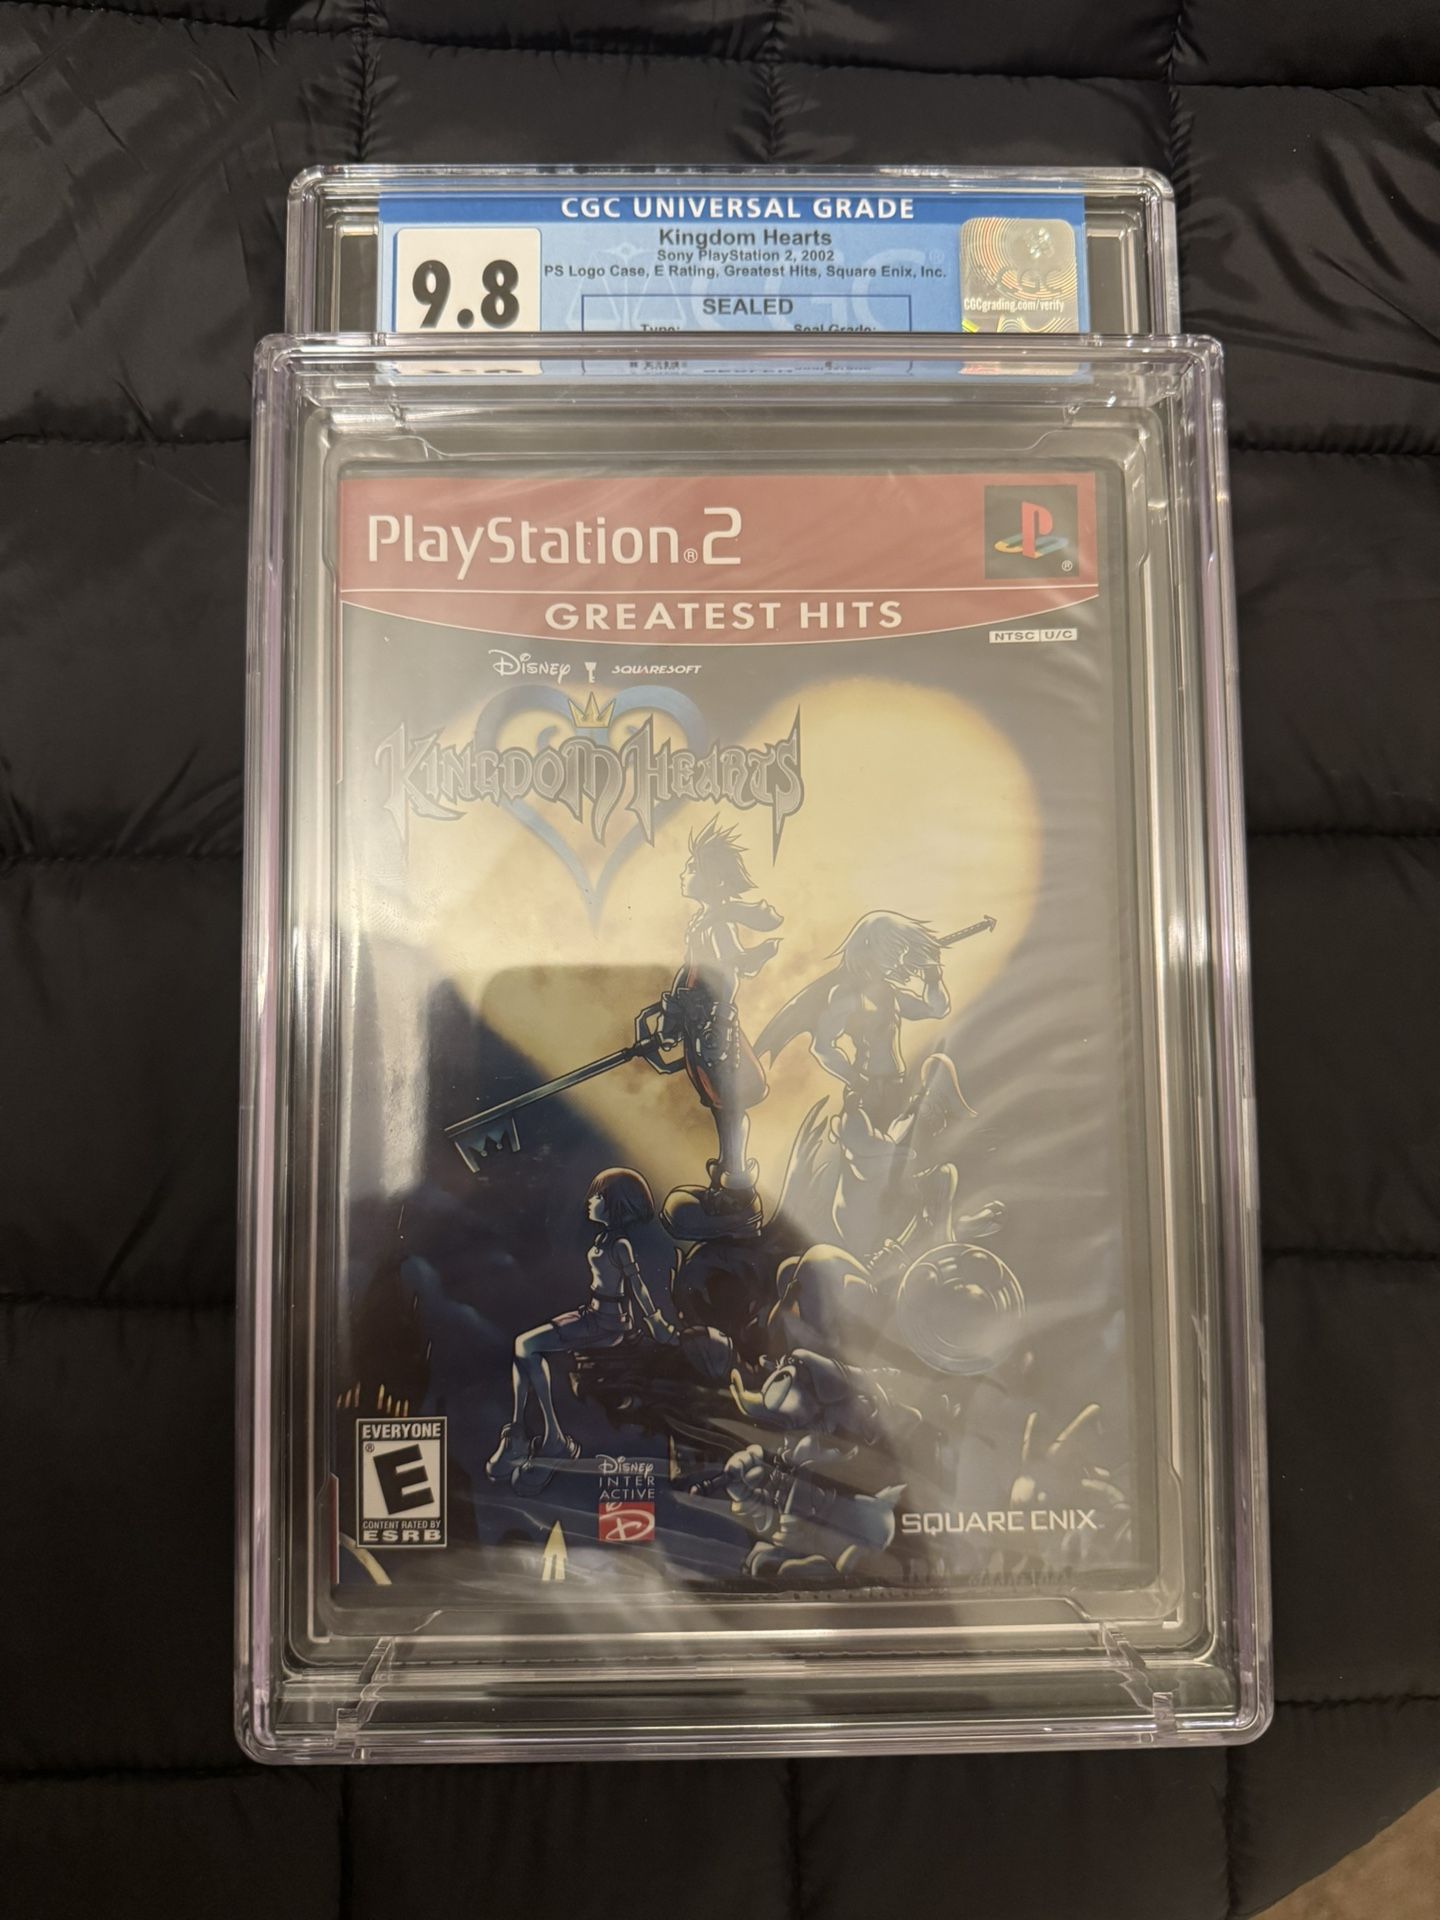 CGC UNIVERSAL GRADE
9.8
Kingdom Hearts
Sony PlayStation 2, 2002
PS Logo Case, E Rating, Greatest Hits, Square Enix, Inc.
SEALED
Type: Seal Grade:
CGC
CGCgrading.com/verify
PlayStation®2
®
GREATEST HITS
NTSC U/C
Disney SQUARESOFT
KINGDOM HEARTS
EVERYONE
®
E
CONTENT RATED BY
ESRB
Disney
INTER
ACTIVE
D
SQUARE ENIX